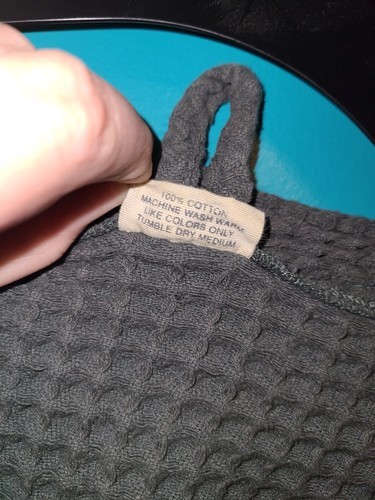 100% COTTON
MACHINE WASH WARM
LIKE COLORS ONLY
TUMBLE DRY MEDIUM